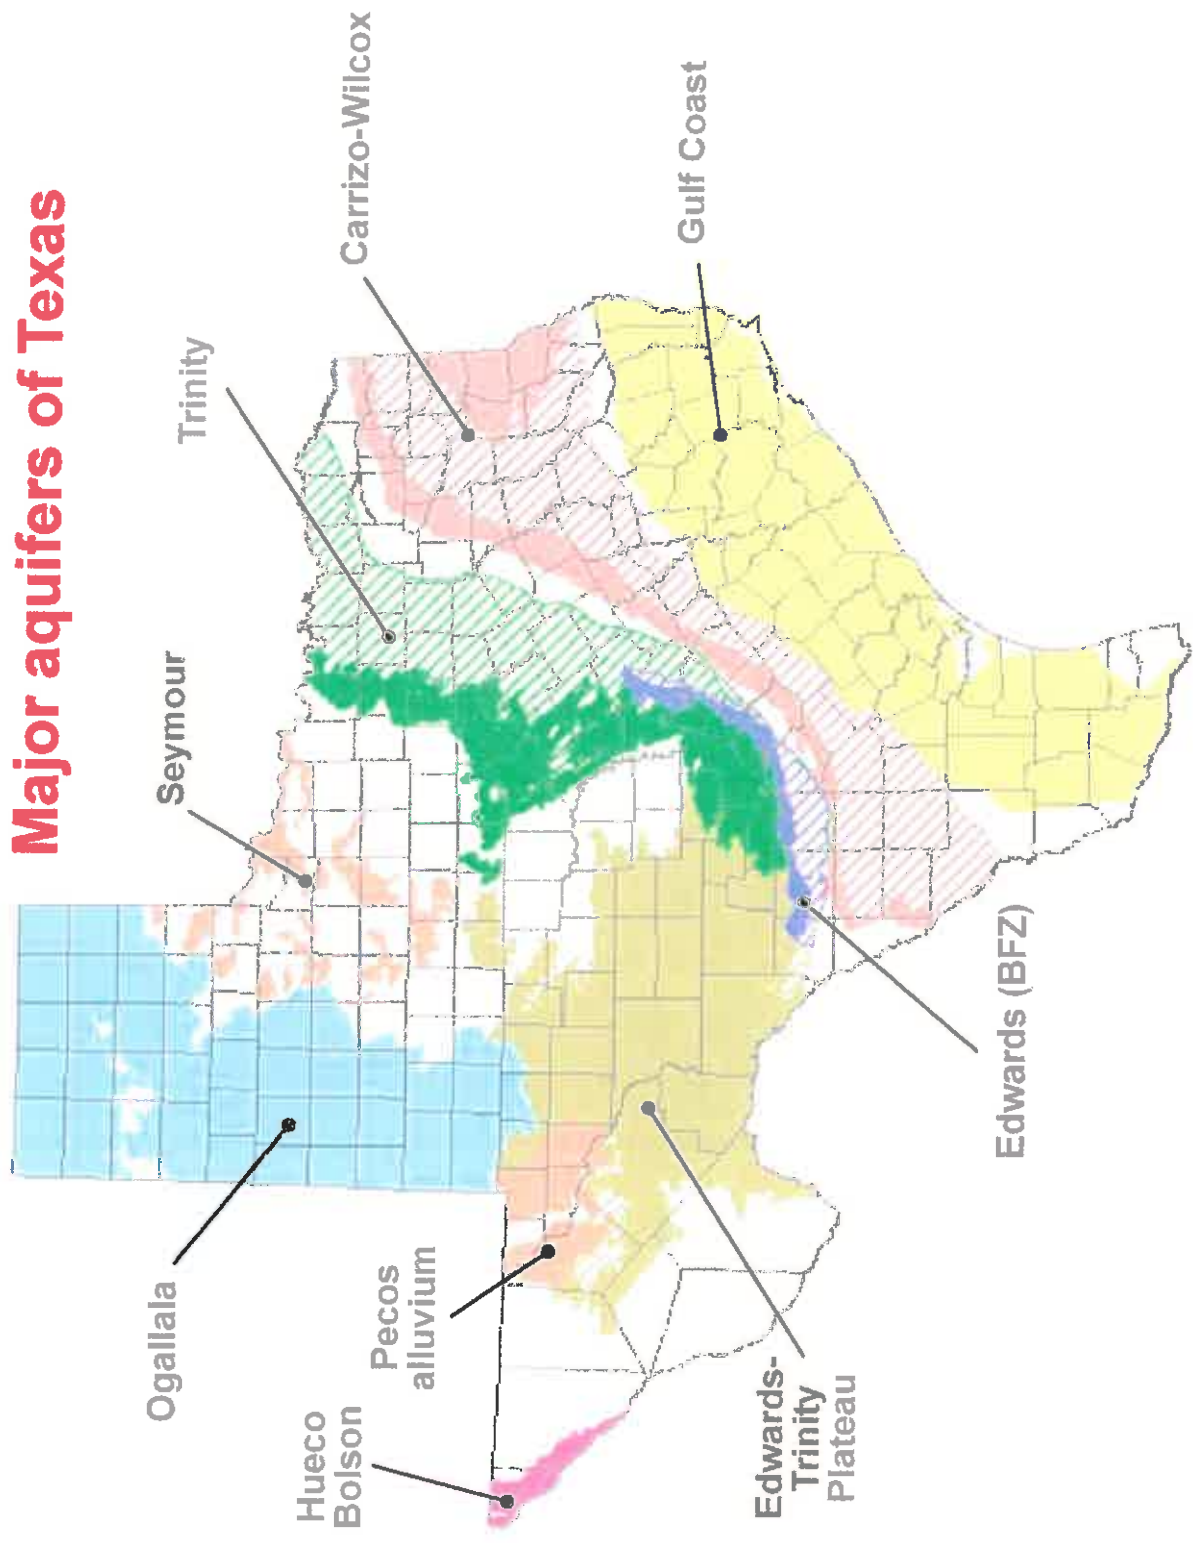 Major aquifers of Texas
Ogallala
Seymour
Trinity
Carrizo-Wilcox
Hueco
Bolson
Pecos
alluvium
Gulf Coast
Edwards-
Trinity
Plateau
Edwards (BFZ)